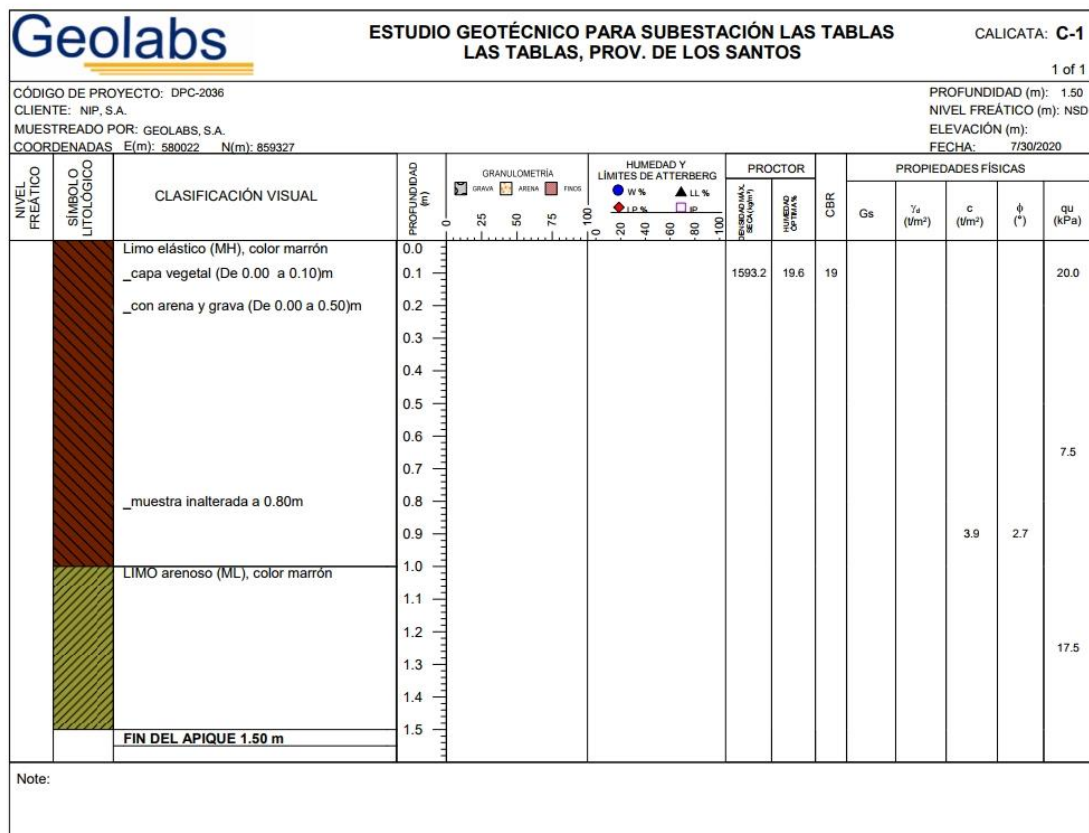 Geolabs
ESTUDIO GEOTÉCNICO PARA SUBESTACIÓN LAS TABLAS
LAS TABLAS, PROV. DE LOS SANTOS
CALICATA: C-1
1 of 1
CÓDIGO DE PROYECTO: DPC-2036
CLIENTE: NIP, S.A.
MUESTREADO POR: GEOLABS, S.A.
COORDENADAS E(m): 580022 N(m): 859327
PROFUNDIDAD (m): 1.50
NIVEL FREÁTICO (m): NSD
ELEVACIÓN (m):
FECHA: 7/30/2020
NIVEL
FREÁTICO
SÍMBOLO
LITOLÓGICO
CLASIFICACIÓN VISUAL
PROFUNDIDAD
(m)
GRANULOMETRÍA
GRAVA ARENA FINOS
0 25 50 75 100
HUMEDAD Y
LÍMITES DE ATTERBERG
W % LL %
LP % IP
0 20 40 60 80 100
PROCTOR
DENSIDAD MÁX.
SECA (kg/m³)
HUMEDAD
ÓPTIMA %
CBR
PROPIEDADES FÍSICAS
Gs
γd
(t/m²)
c
(t/m²)
ϕ
(°)
qu
(kPa)
Limo elástico (MH), color marrón
0.0
_capa vegetal (De 0.00 a 0.10)m
0.1
1593.2 19.6 19 20.0
_con arena y grava (De 0.00 a 0.50)m
0.2
0.3
0.4
0.5
0.6
7.5
0.7
_muestra inalterada a 0.80m
0.8
0.9
3.9 2.7
1.0
LIMO arenoso (ML), color marrón
1.1
1.2
17.5
1.3
1.4
1.5
FIN DEL APIQUE 1.50 m
Note: